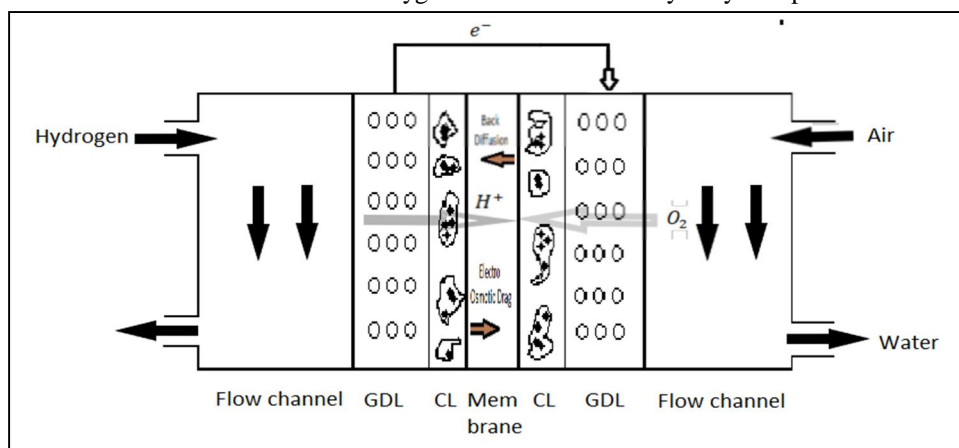 e⁻
Hydrogen
Air
Back
Diffusion
H⁺
O₂
Electro
Osmotic Drag
Water
Flow channel GDL CL Mem CL GDL Flow channel
brane